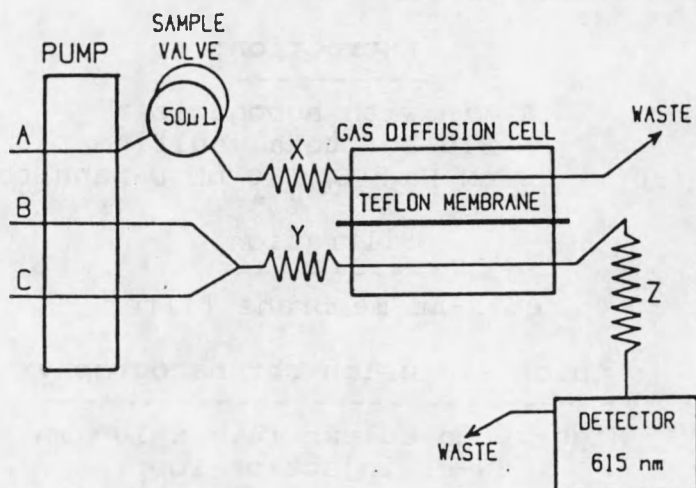 SAMPLE
VALVE
PUMP
50µL
A
X
WASTE
GAS DIFFUSION CELL
TEFLON MEMBRANE
B
Y
C
Z
DETECTOR
615 nm
WASTE